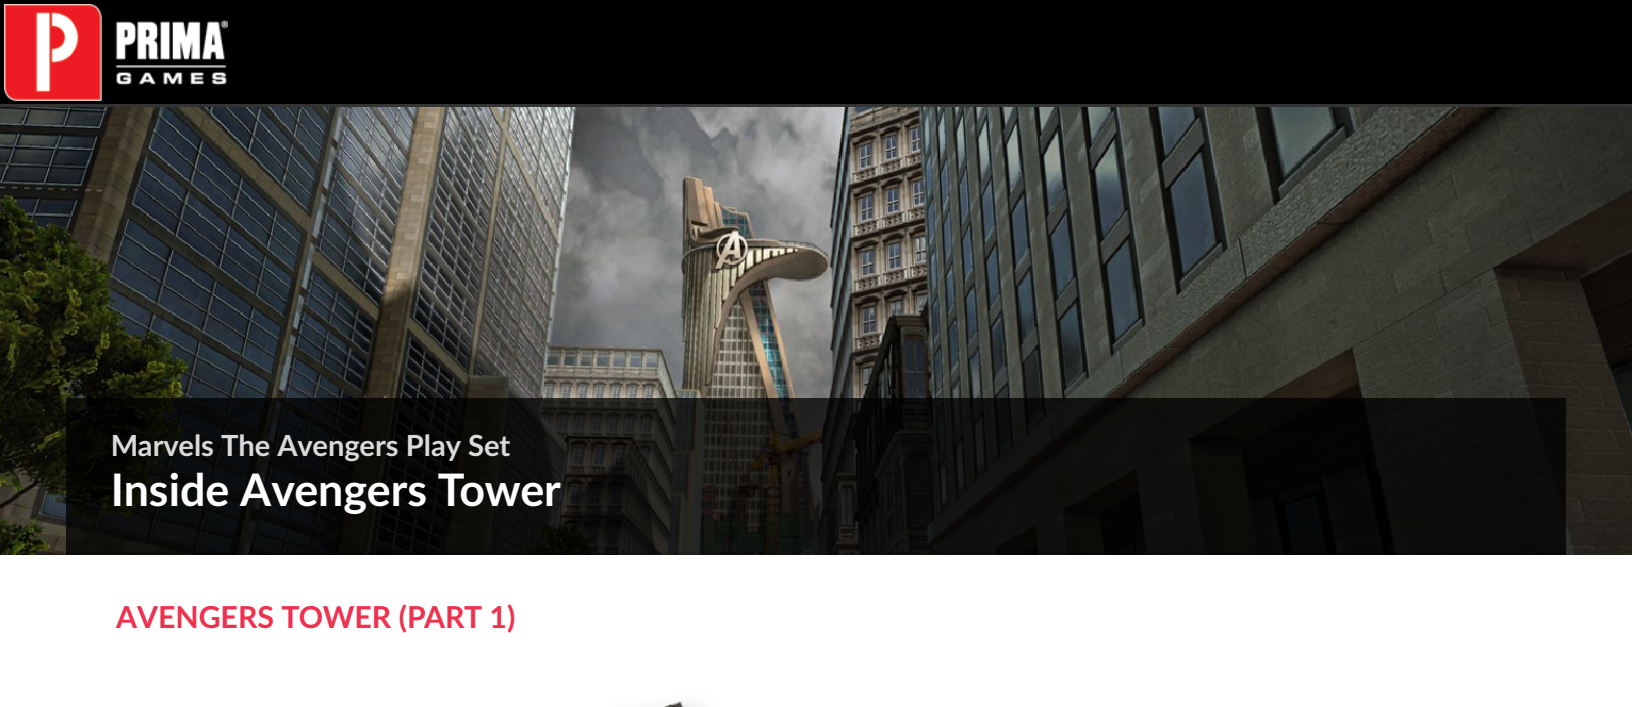 PRIMA®
GAMES
A
Marvels The Avengers Play Set
Inside Avengers Tower
AVENGERS TOWER (PART 1)